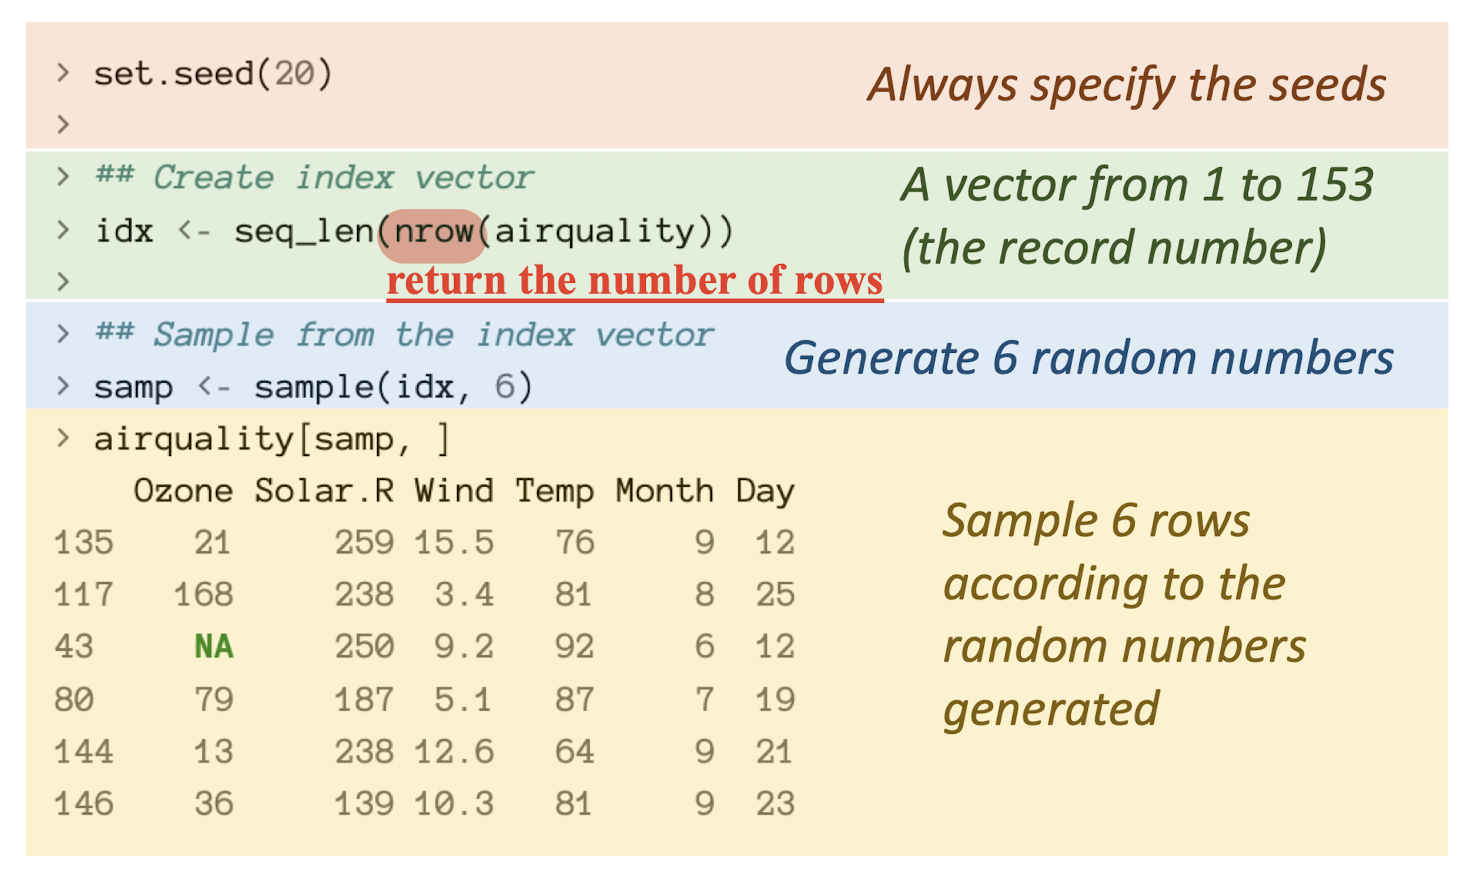 > set.seed(20)
Always specify the seeds
>
> ## Create index vector
A vector from 1 to 153
(the record number)
> idx <- seq_len(nrow(airquality))
return the number of rows
>
> ## Sample from the index vector
Generate 6 random numbers
> samp <- sample(idx, 6)
> airquality[samp, ]
Ozone Solar.R Wind Temp Month Day
135 21 259 15.5 76 9 12
117 168 238 3.4 81 8 25
43 NA 250 9.2 92 6 12
80 79 187 5.1 87 7 19
144 13 238 12.6 64 9 21
146 36 139 10.3 81 9 23
Sample 6 rows
according to the
random numbers
generated